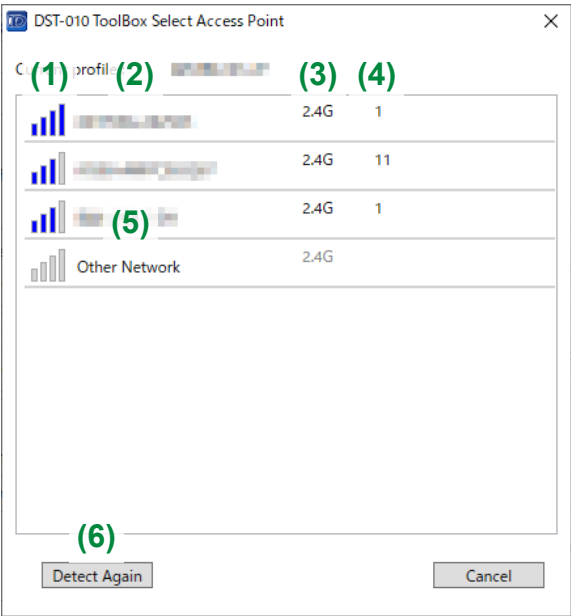 DST-010 ToolBox Select Access Point
(1) profile (2) (3) (4)
2.4G 1
2.4G 11
2.4G 1
(5)
Other Network 2.4G
(6)
Detect Again Cancel